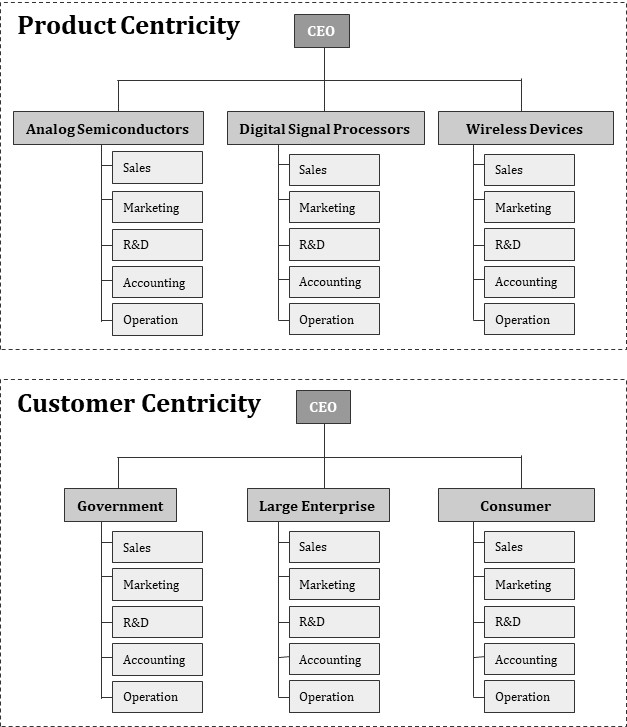 Product Centricity
CEO
Analog Semiconductors
Digital Signal Processors
Wireless Devices
Sales
Sales
Sales
Marketing
Marketing
Marketing
R&D
R&D
R&D
Accounting
Accounting
Accounting
Operation
Operation
Operation
Customer Centricity
CEO
Government
Large Enterprise
Consumer
Sales
Sales
Sales
Marketing
Marketing
Marketing
R&D
R&D
R&D
Accounting
Accounting
Accounting
Operation
Operation
Operation